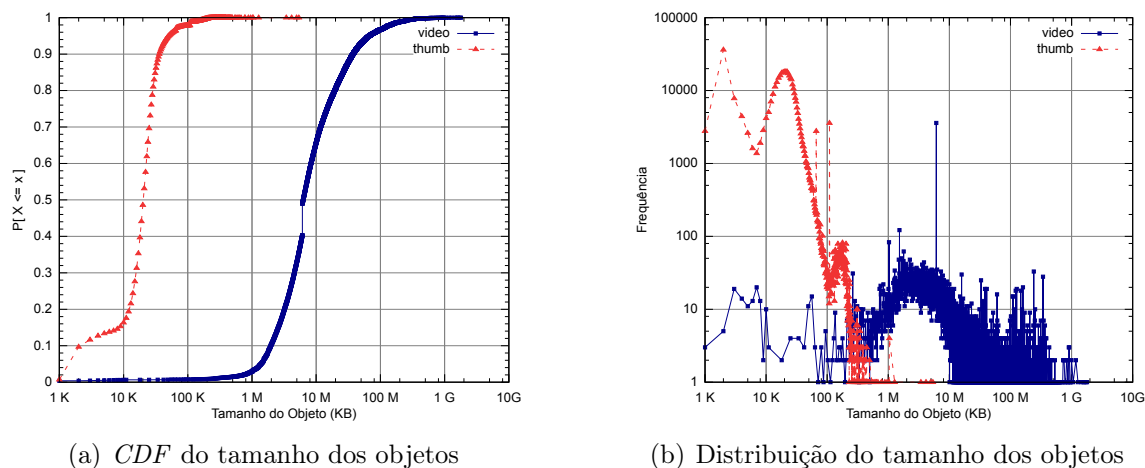 1
0.9
0.8
0.7
0.6
0.5
0.4
0.3
0.2
0.1
0
P[ X <= x]
1 K
10 K
100 K
1 M
10 M
100 M
1 G
10G
Tamanho do Objeto (KB)
video
thumb
(a) CDF do tamanho dos objetos
100000
10000
1000
100
10
1
Frequência
1 K
10 K
100 K
1 M
10 M
100 M
1 G
10G
Tamanho do Objeto (KB)
video
thumb
(b) Distribuição do tamanho dos objetos